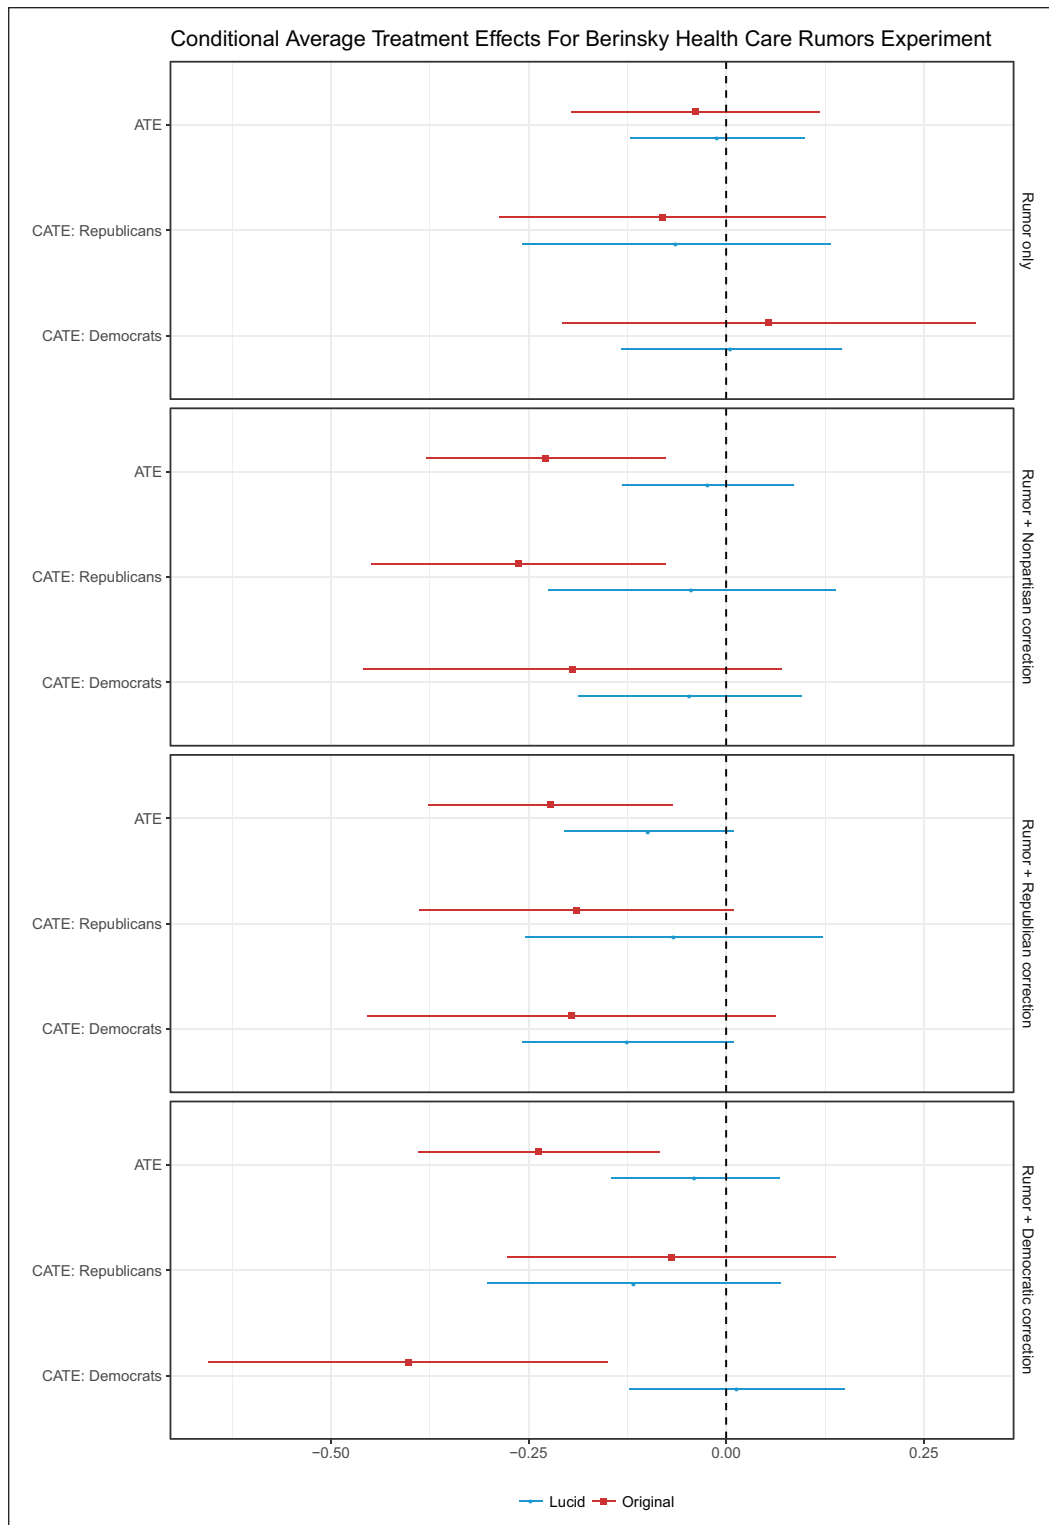 Conditional Average Treatment Effects For Berinsky Health Care Rumors Experiment
ATE
CATE: Republicans
CATE: Democrats
Rumor only
ATE
CATE: Republicans
CATE: Democrats
Rumor + Nonpartisan correction
ATE
CATE: Republicans
CATE: Democrats
Rumor + Republican correction
ATE
CATE: Republicans
CATE: Democrats
Rumor + Democratic correction
−0.50 −0.25 0.00 0.25
Lucid Original